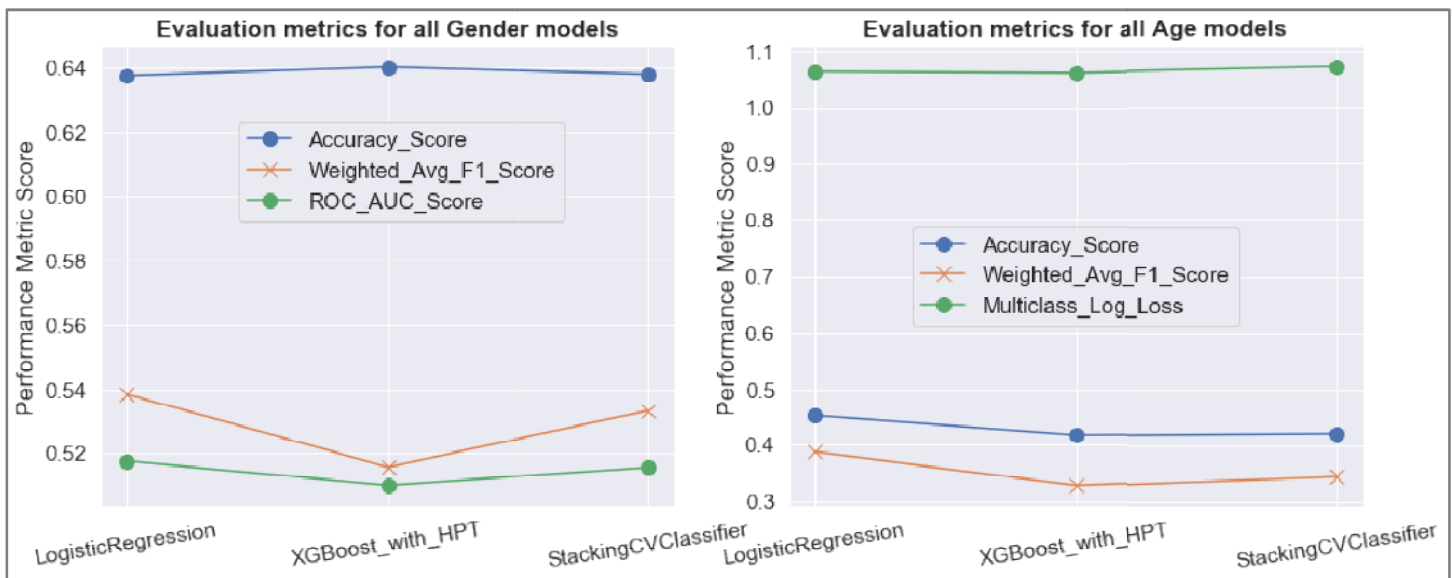 Evaluation metrics for all Gender models
Performance Metric Score
0.64
0.62
0.60
0.58
0.56
0.54
0.52
Accuracy_Score
Weighted_Avg_F1_Score
ROC_AUC_Score
LogisticRegression
XGBoost_with_HPT
StackingCVClassifier
Evaluation metrics for all Age models
Performance Metric Score
1.1
1.0
0.9
0.8
0.7
0.6
0.5
0.4
0.3
Accuracy_Score
Weighted_Avg_F1_Score
Multiclass_Log_Loss
LogisticRegression
XGBoost_with_HPT
StackingCVClassifier